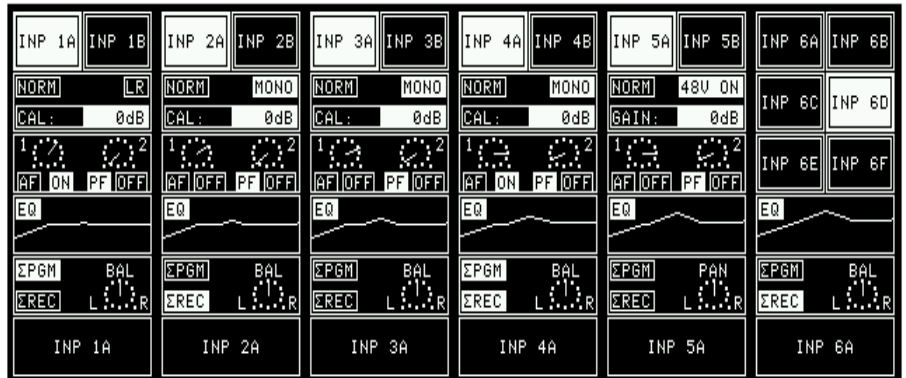 INP 1A INP 1B INP 2A INP 2B INP 3A INP 3B INP 4A INP 4B INP 5A INP 5B INP 6A INP 6B
NORM LR NORM MONO NORM MONO NORM MONO NORM 48V ON INP 6C INP 6D
CAL: 0dB CAL: 0dB CAL: 0dB CAL: 0dB GAIN: 0dB
1 2 1 2 1 2 1 2 1 2 INP 6E INP 6F
AF ON PF OFF AF OFF PF OFF AF OFF PF OFF AF ON PF OFF AF OFF PF OFF
EQ EQ EQ EQ EQ EQ
ΣPGM BAL ΣPGM BAL ΣPGM BAL ΣPGM BAL ΣPGM PAN ΣPGM BAL
ΣREC L R ΣREC L R ΣREC L R ΣREC L R ΣREC L R ΣREC L R
INP 1A INP 2A INP 3A INP 4A INP 5A INP 6A